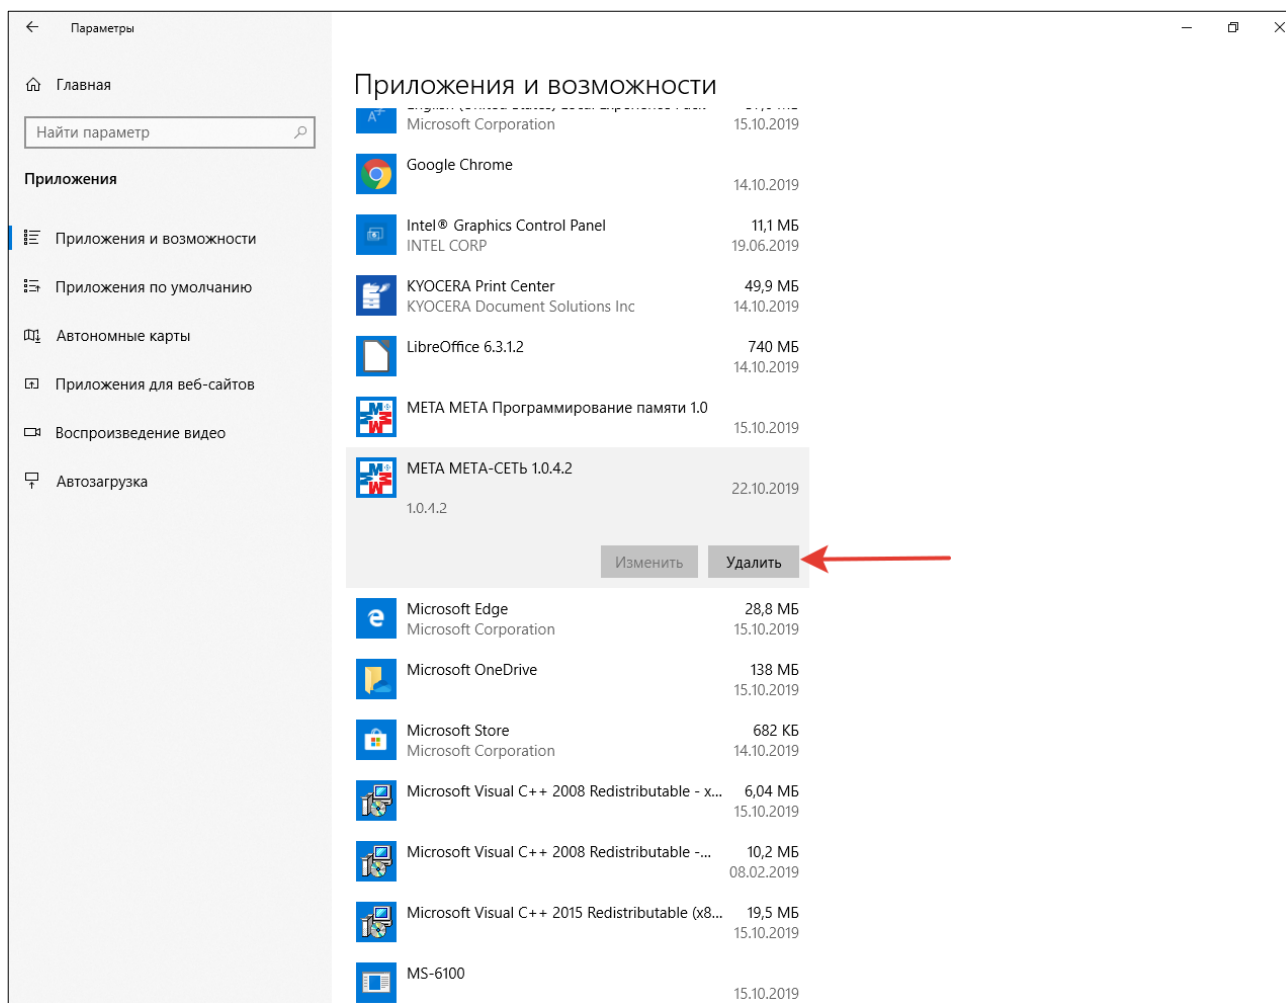 Параметры
Главная
Найти параметр
Приложения
Приложения и возможности
Приложения по умолчанию
Автономные карты
Приложения для веб-сайтов
Воспроизведение видео
Автозагрузка
Приложения и возможности
Microsoft Corporation 15.10.2019
Google Chrome
14.10.2019
Intel® Graphics Control Panel 11,1 МБ
INTEL CORP 19.06.2019
KYOCERA Print Center 49,9 МБ
KYOCERA Document Solutions Inc 14.10.2019
LibreOffice 6.3.1.2 740 МБ
14.10.2019
МЕТА МЕТА Программирование памяти 1.0
15.10.2019
МЕТА МЕТА-СЕТЬ 1.0.4.2
22.10.2019
1.0.4.2
Изменить Удалить
Microsoft Edge 28,8 МБ
Microsoft Corporation 15.10.2019
Microsoft OneDrive 138 МБ
15.10.2019
Microsoft Store 682 КБ
Microsoft Corporation 14.10.2019
Microsoft Visual C++ 2008 Redistributable - x... 6,04 МБ
15.10.2019
Microsoft Visual C++ 2008 Redistributable -... 10,2 МБ
08.02.2019
Microsoft Visual C++ 2015 Redistributable (x8... 19,5 МБ
15.10.2019
MS-6100
15.10.2019